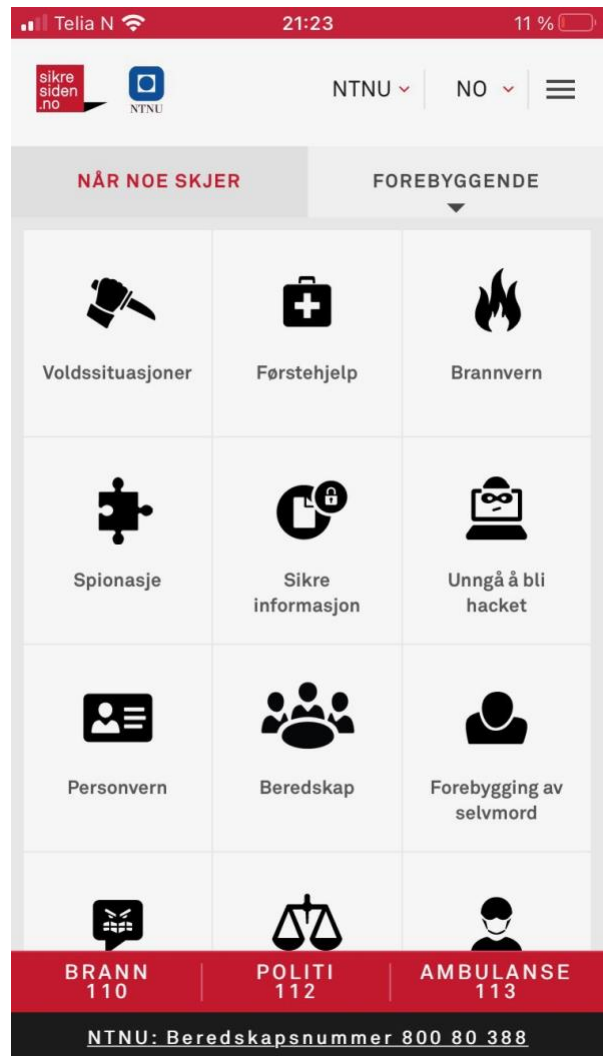 Telia N 21:23 11 %
sikre
siden
.no
NTNU
NTNU NO
NÅR NOE SKJER FOREBYGGENDE
Voldssituasjoner Førstehjelp Brannvern
Spionasje Sikre Unngå å bli
informasjon hacket
Personvern Beredskap Forebygging av
selvmord
BRANN POLITI AMBULANSE
110 112 113
NTNU: Beredskapsnummer 800 80 388